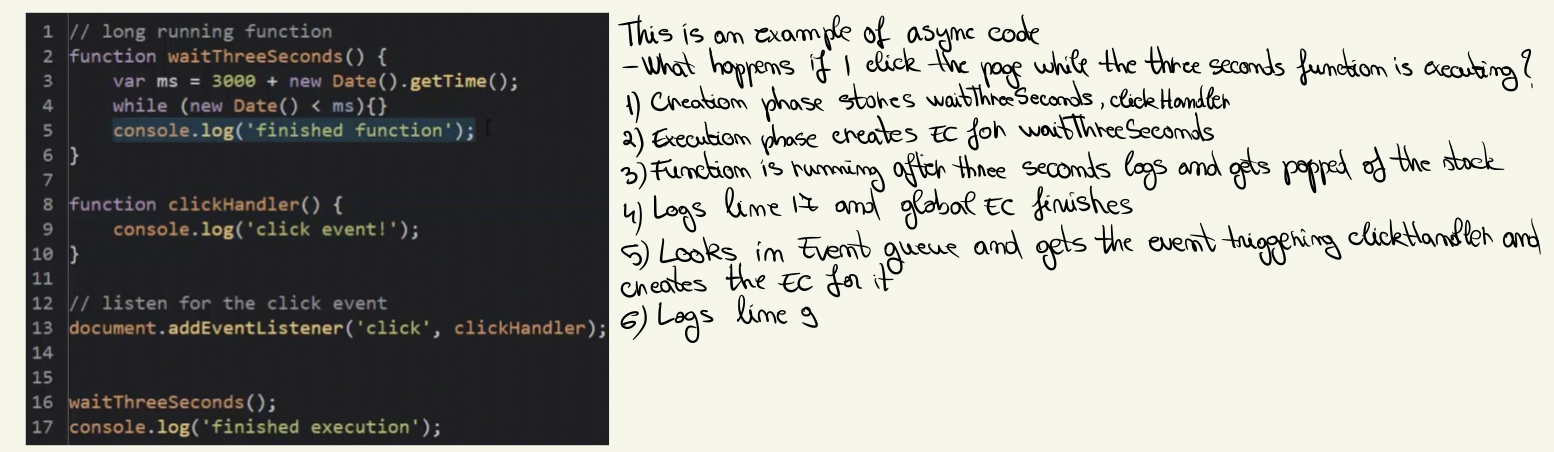 1 // long running function
2 function waitThreeSeconds() {
3 var ms = 3000 + new Date().getTime();
4 while (new Date() < ms){}
5 console.log('finished function');
6 }
7
8 function clickHandler() {
9 console.log('click event!');
10 }
11
12 // listen for the click event
13 document.addEventListener('click', clickHandler);
14
15
16 waitThreeSeconds();
17 console.log('finished execution');
This is an example of async code
-What happens if I click the page while the three seconds function is executing?
1) Creation phase stores waitThreeSeconds, clickHandler
2) Execution phase creates EC for waitThreeSeconds
3) Function is running after three seconds logs and gets popped of the stack
4) Logs line 17 and global EC finishes
5) Looks in Event queue and gets the event triggering clickHandler and
creates the EC for it
6) Logs line 9